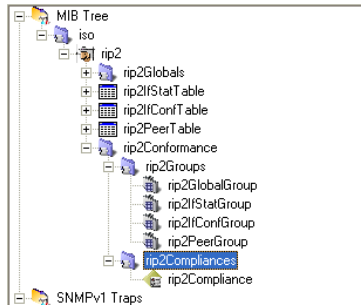 MIB Tree
iso
rip2
rip2Globals
rip2IfStatTable
rip2IfConfTable
rip2PeerTable
rip2Conformance
rip2Groups
rip2GlobalGroup
rip2IfStatGroup
rip2IfConfGroup
rip2PeerGroup
rip2Compliances
rip2Compliance
SNMPv1 Traps